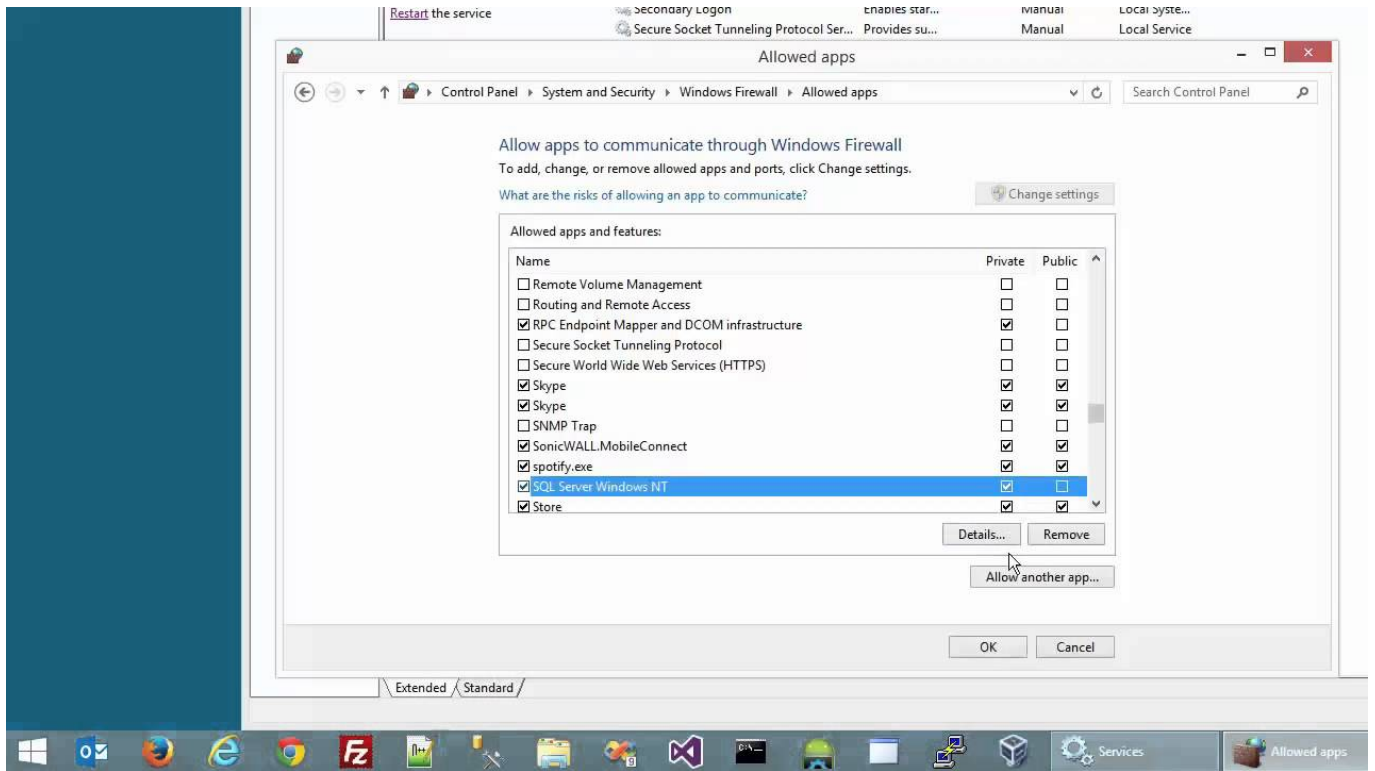 Restart the service
Secondary Logon Enables star... Manual Local Syste...
Secure Socket Tunneling Protocol Ser... Provides su... Manual Local Service
Allowed apps
Control Panel System and Security Windows Firewall Allowed apps
Search Control Panel
Allow apps to communicate through Windows Firewall
To add, change, or remove allowed apps and ports, click Change settings.
What are the risks of allowing an app to communicate?
Change settings
Allowed apps and features:
Name Private Public
Remote Volume Management
Routing and Remote Access
RPC Endpoint Mapper and DCOM infrastructure
Secure Socket Tunneling Protocol
Secure World Wide Web Services (HTTPS)
Skype
Skype
SNMP Trap
SonicWALL.MobileConnect
spotify.exe
SQL Server Windows NT
Store
Details... Remove
Allow another app...
OK Cancel
Extended Standard
Services
Allowed apps